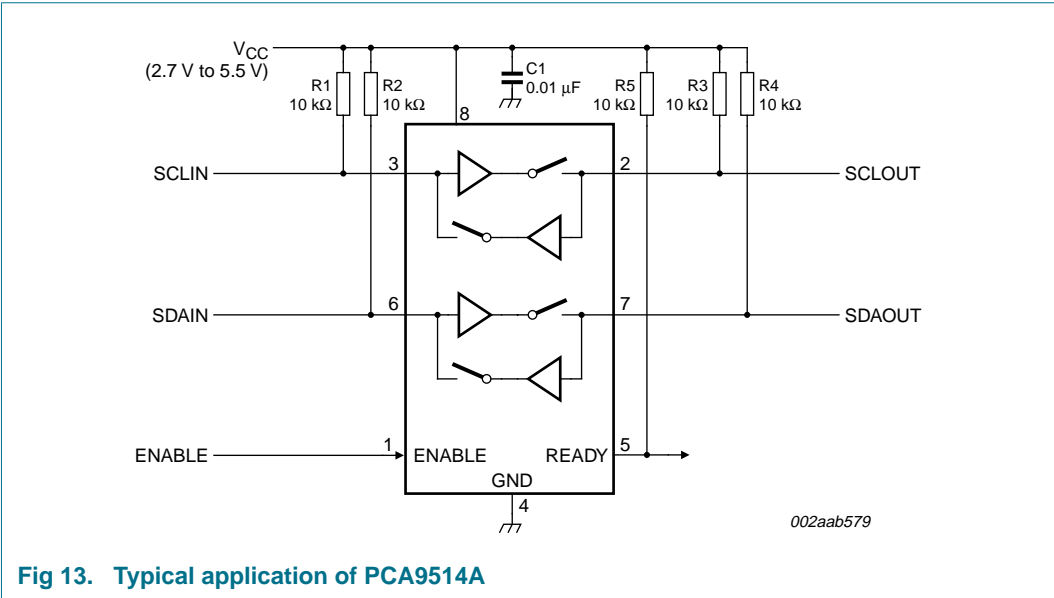 VCC
(2.7 V to 5.5 V)
R1
10 kΩ
R2
10 kΩ
C1
0.01 μF
R5
10 kΩ
R3
10 kΩ
R4
10 kΩ
8
SCLIN
3
2
SCLOUT
SDAIN
6
7
SDAOUT
ENABLE
1
ENABLE
READY
5
GND
4
002aab579
Fig 13. Typical application of PCA9514A